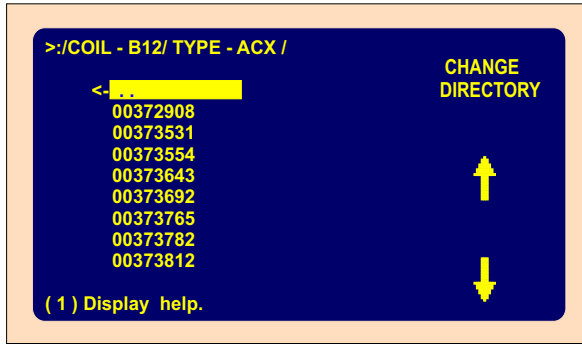 >:/COIL - B12/ TYPE - ACX /
CHANGE
DIRECTORY
<- . .
00372908
00373531
00373554
00373643
00373692
00373765
00373782
00373812
( 1 ) Display help.